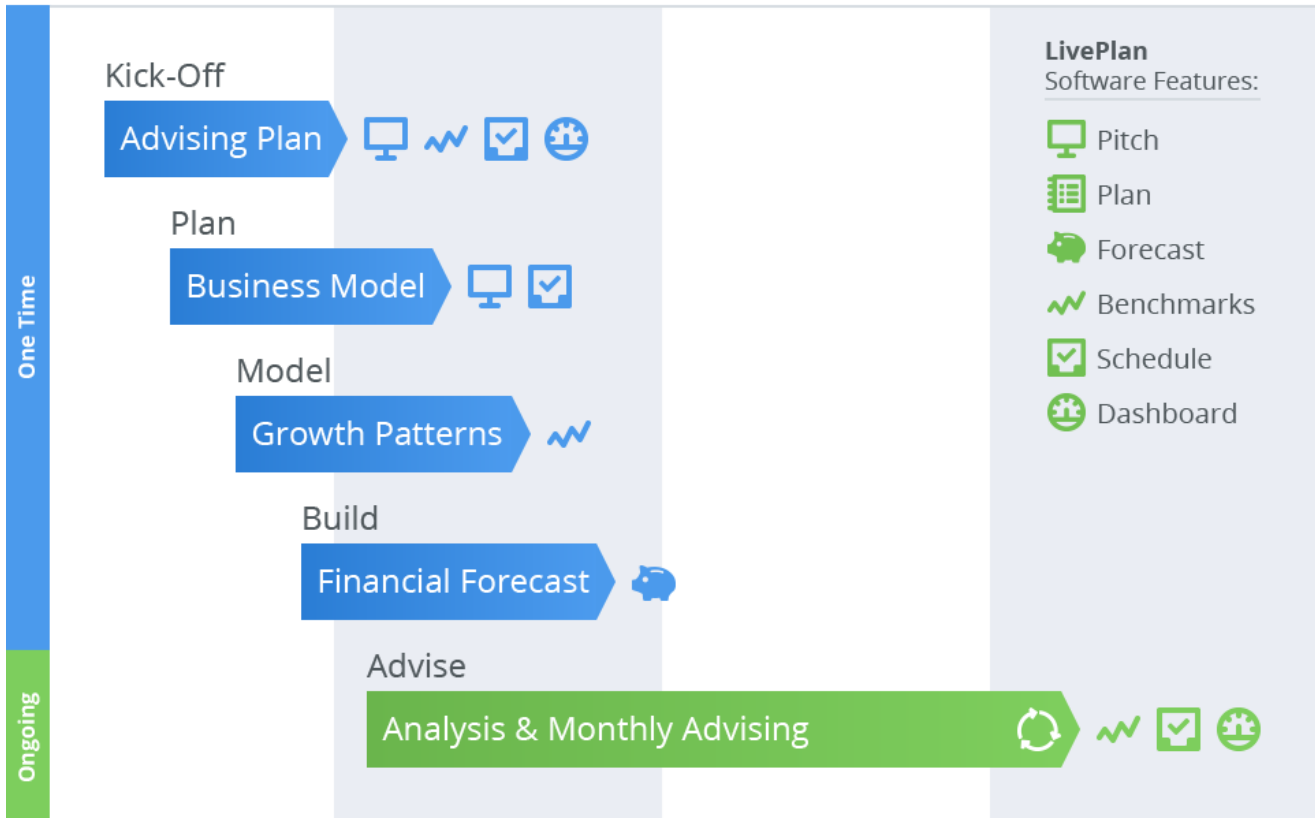 Kick-Off
Advising Plan
Plan
Business Model
Model
Growth Patterns
Build
Financial Forecast
Advise
Analysis & Monthly Advising
One Time
Ongoing
LivePlan
Software Features:
Pitch
Plan
Forecast
Benchmarks
Schedule
Dashboard